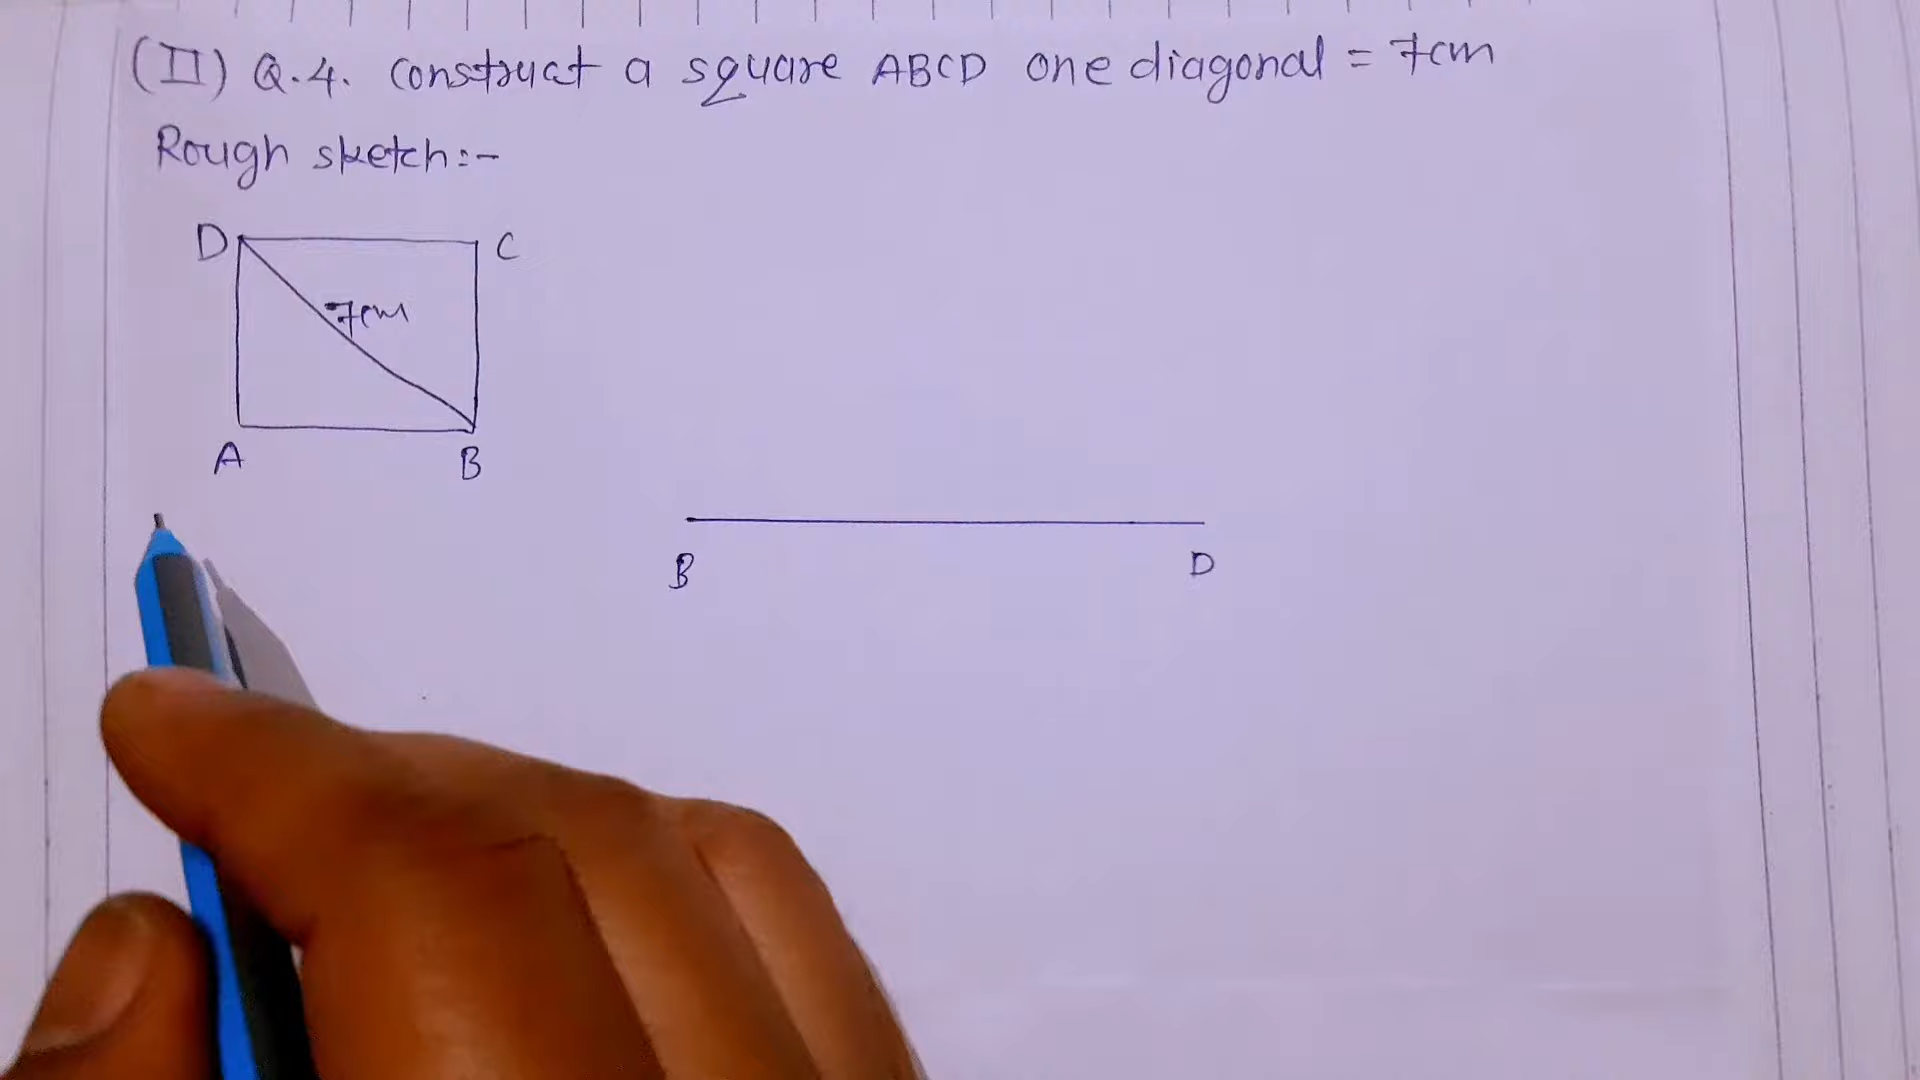 (II) Q.4. construct a square ABCD one diagonal = 7cm
Rough sketch:-
D C
7cm
A B
B D